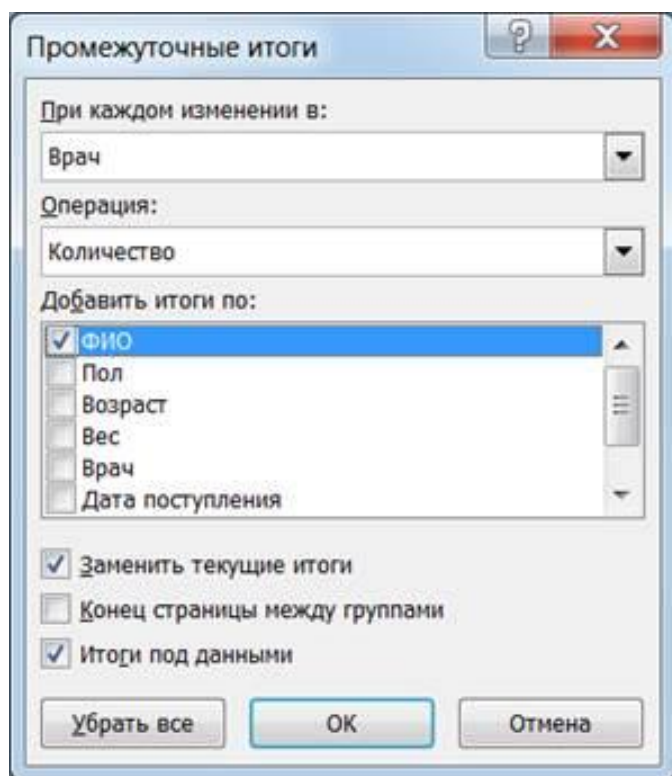 Промежуточные итоги
При каждом изменении в:
Врач
Операция:
Количество
Добавить итоги по:
ФИО
Пол
Возраст
Вес
Врач
Дата поступления
Заменить текущие итоги
Конец страницы между группами
Итоги под данными
Убрать все
ОК
Отмена